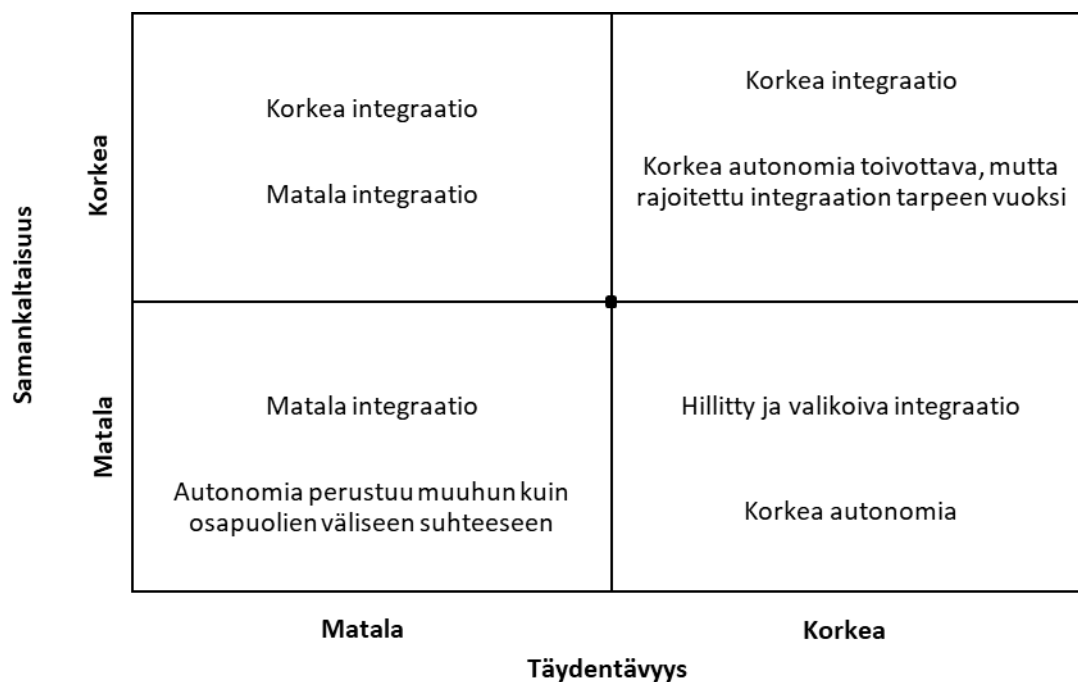 Samankaltaisuus
Korkea
Korkea integraatio
Matala integraatio
Korkea integraatio
Korkea autonomia toivottava, mutta
rajoitettu integraation tarpeen vuoksi
Matala
Matala integraatio
Autonomia perustuu muuhun kuin
osapuolien väliseen suhteeseen
Hillitty ja valikoiva integraatio
Korkea autonomia
Matala
Korkea
Täydentävyys